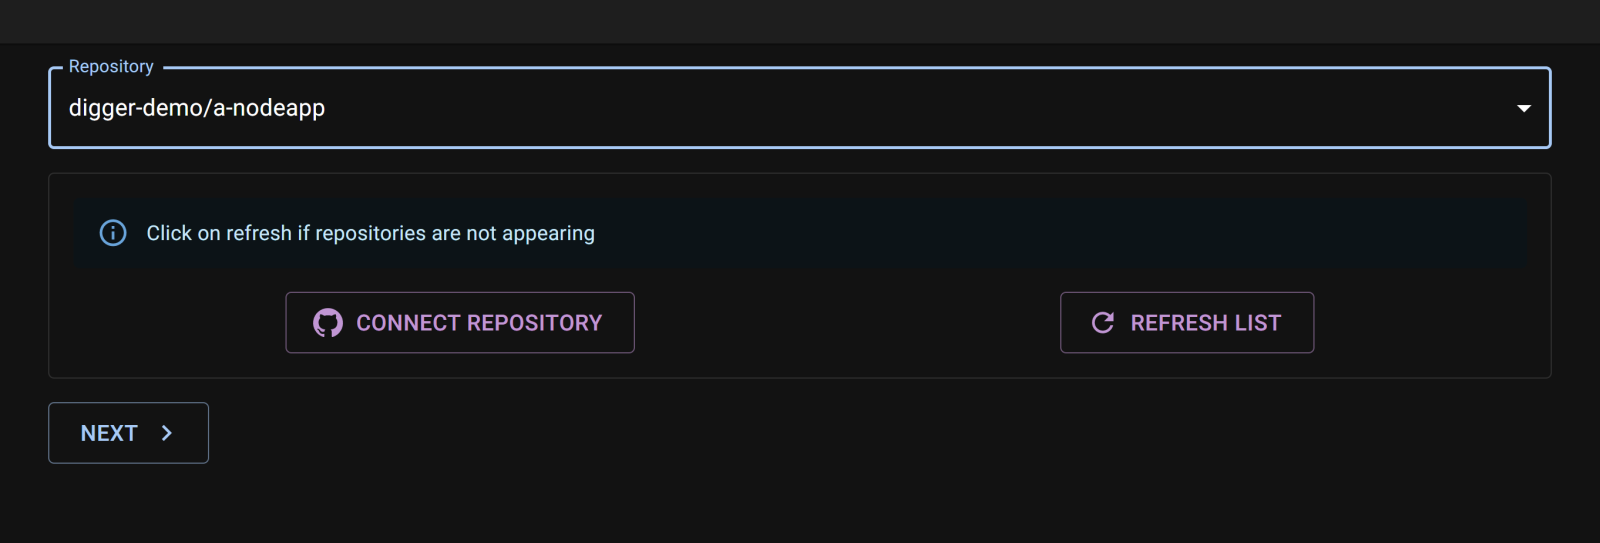 Repository
digger-demo/a-nodeapp
Click on refresh if repositories are not appearing
CONNECT REPOSITORY
REFRESH LIST
NEXT